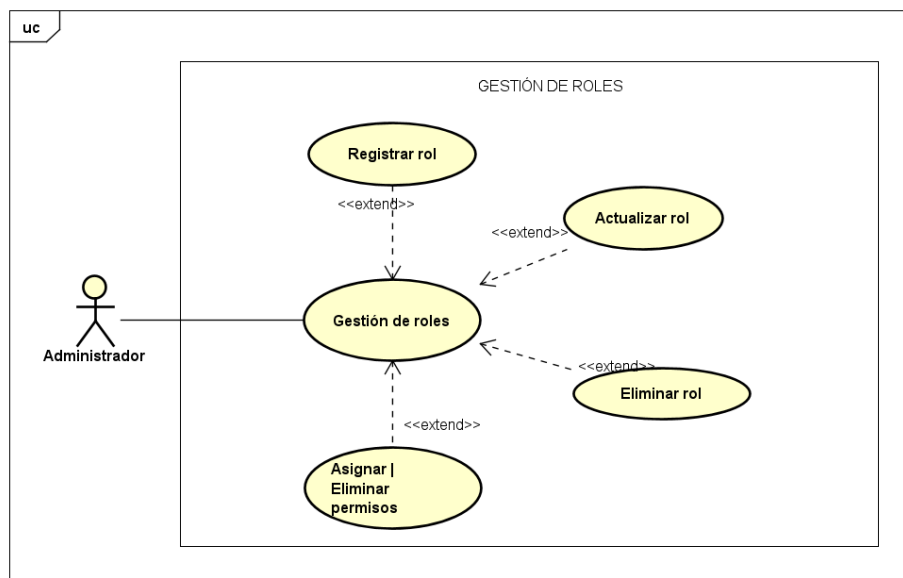 uc
GESTIÓN DE ROLES
Registrar rol
<<extend>>
Actualizar rol
<<extend>>
Gestión de roles
Administrador
<<extend>>
Eliminar rol
<<extend>>
Asignar |
Eliminar
permisos